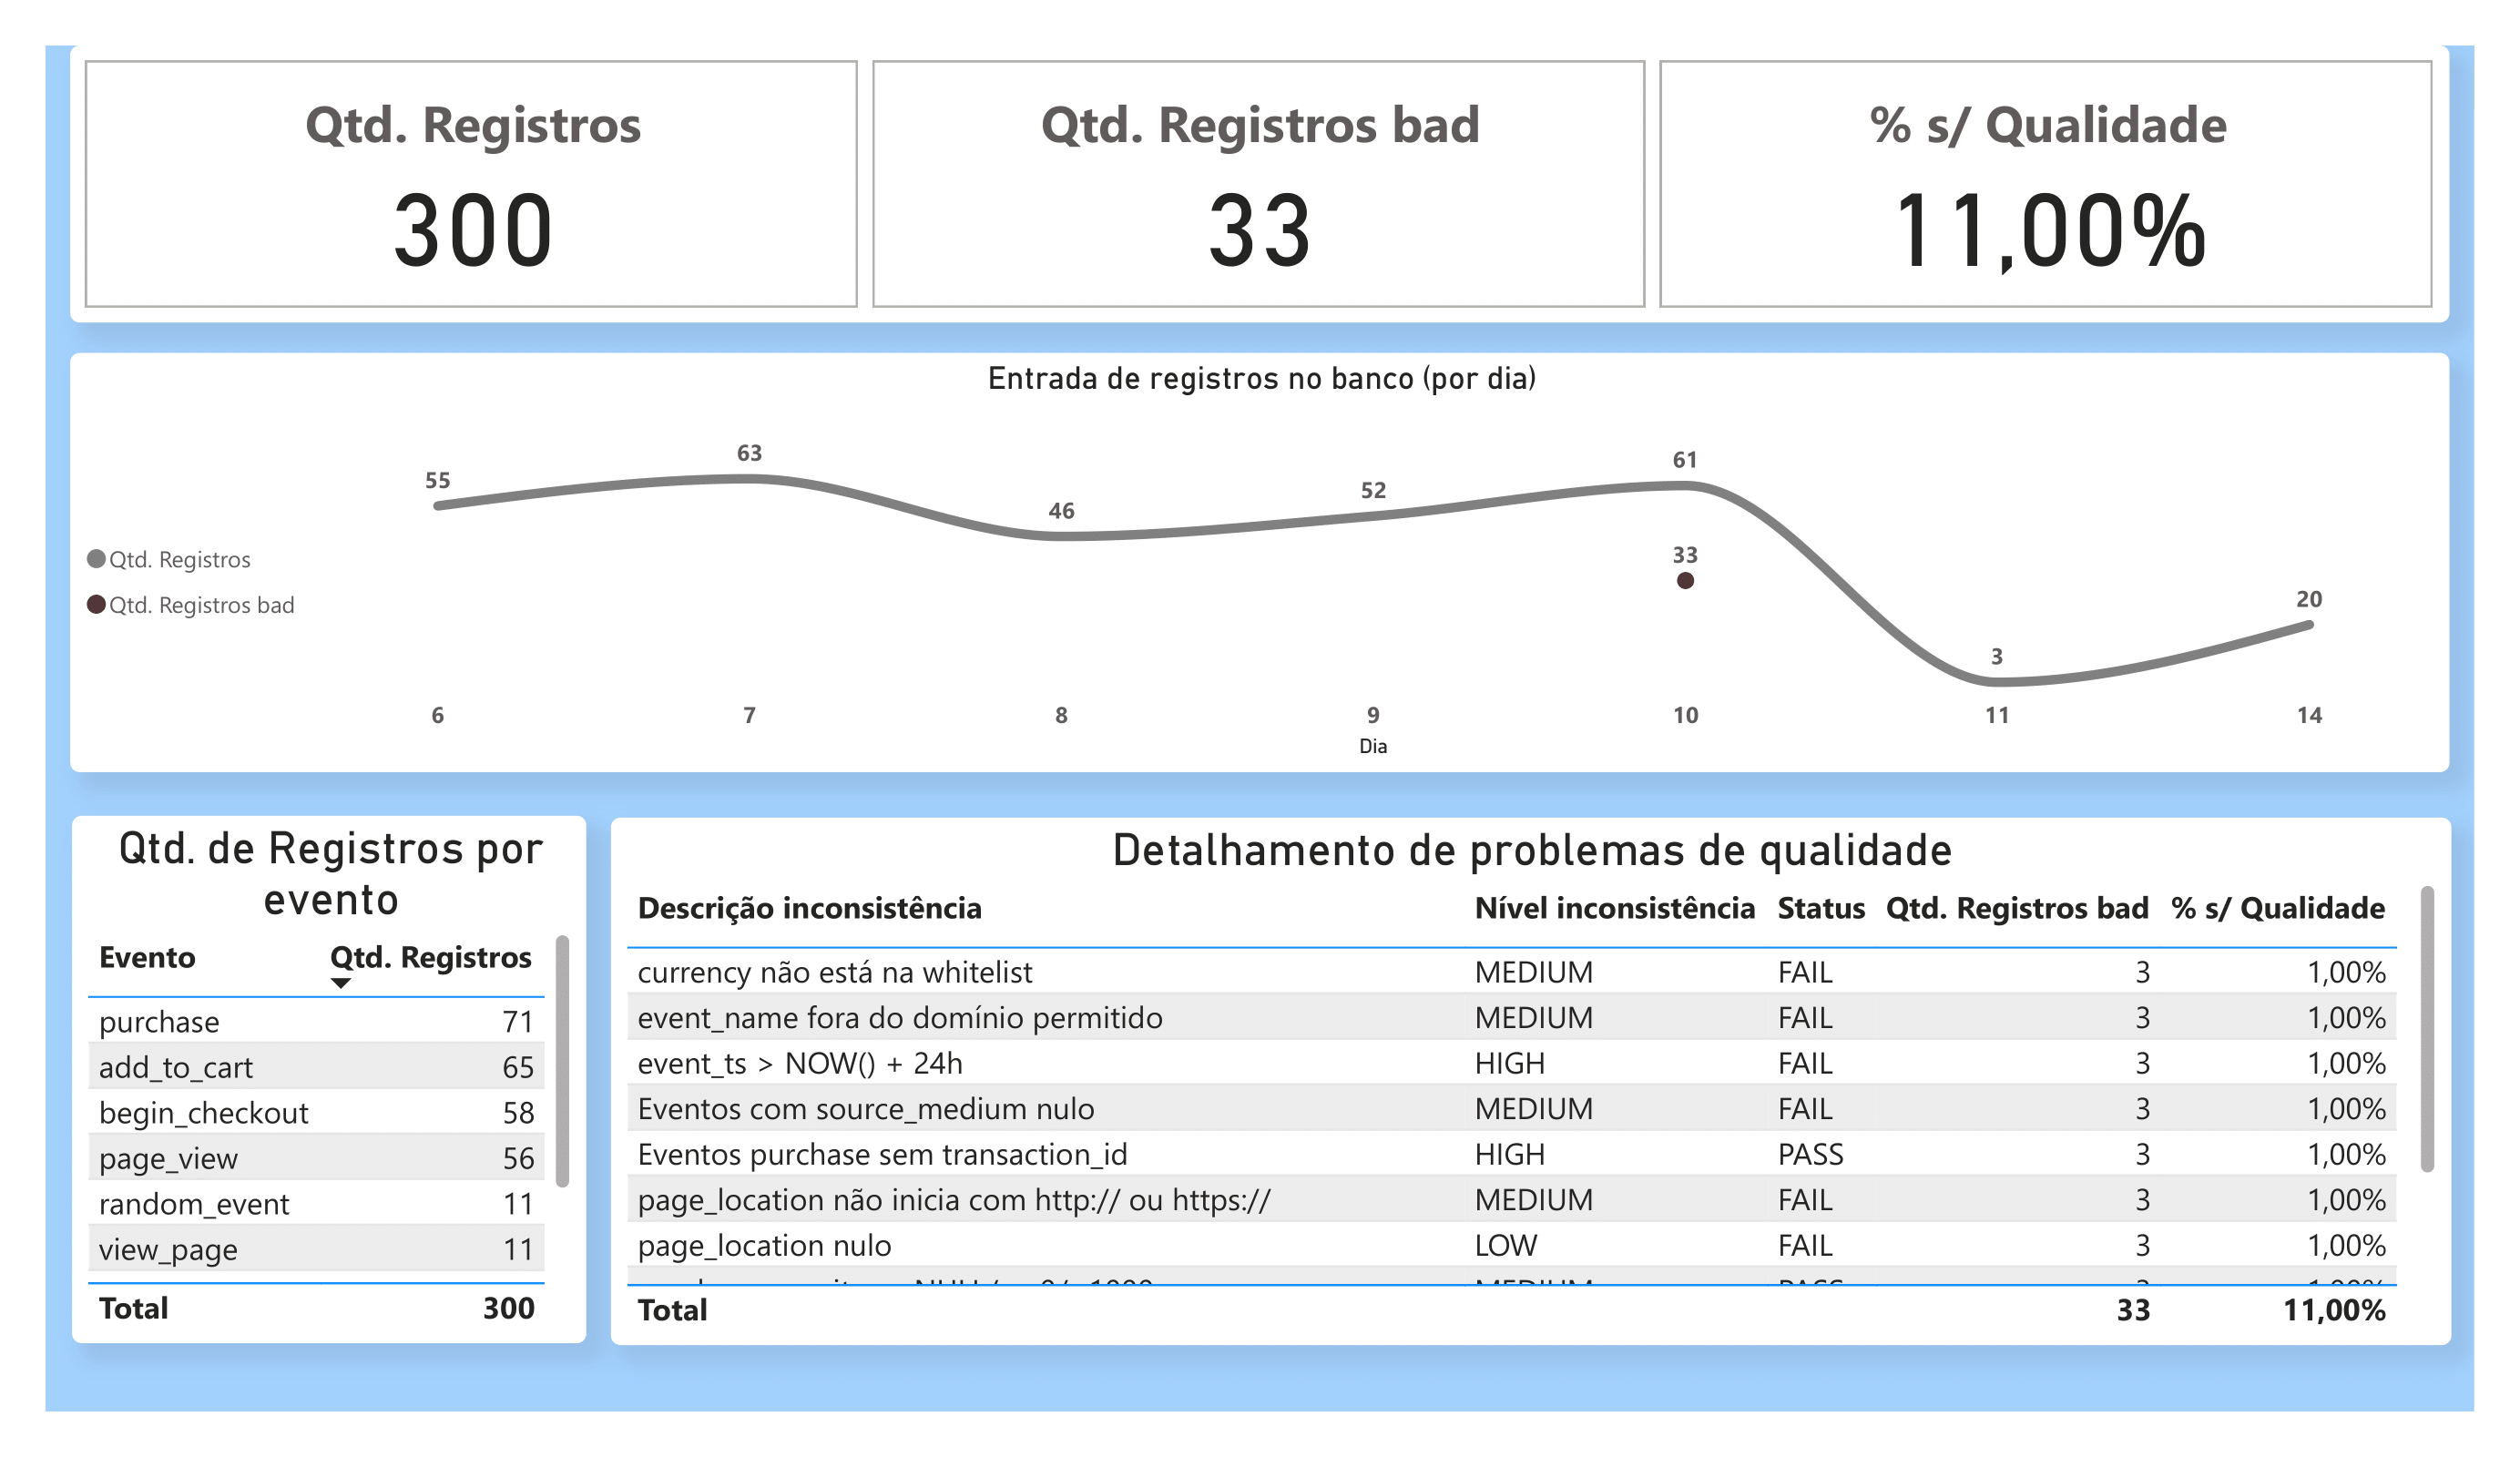 Qtd. Registros
300
Qtd. Registros bad
33
% s/ Qualidade
11,00%
Entrada de registros no banco (por dia)
55
63
46
52
61
33
3
20
Qtd. Registros
Qtd. Registros bad
6 7 8 9 10 11 14
Dia
Qtd. de Registros por
evento
Evento Qtd. Registros
purchase 71
add_to_cart 65
begin_checkout 58
page_view 56
random_event 11
view_page 11
Total 300
Detalhamento de problemas de qualidade
Descrição inconsistência Nível inconsistência Status Qtd. Registros bad % s/ Qualidade
currency não está na whitelist MEDIUM FAIL 3 1,00%
event_name fora do domínio permitido MEDIUM FAIL 3 1,00%
event_ts > NOW() + 24h HIGH FAIL 3 1,00%
Eventos com source_medium nulo MEDIUM FAIL 3 1,00%
Eventos purchase sem transaction_id HIGH PASS 3 1,00%
page_location não inicia com http:// ou https:// MEDIUM FAIL 3 1,00%
page_location nulo LOW FAIL 3 1,00%
MEDIUM PASS 3 1,00%
Total 33 11,00%